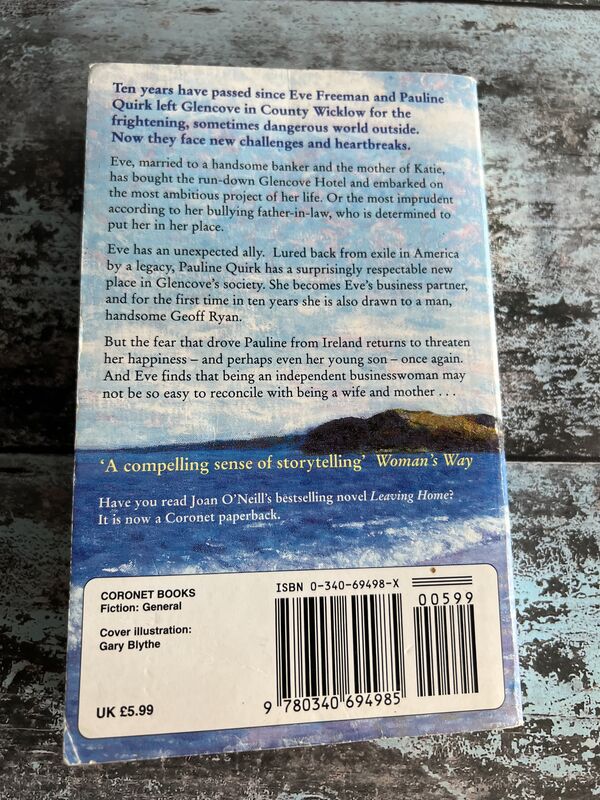 Ten years have passed since Eve Freeman and Pauline
Quirk left Glencove in County Wicklow for the
frightening, sometimes dangerous world outside.
Now they face new challenges and heartbreaks.
Eve, married to a handsome banker and the mother of Katie,
has bought the run-down Glencove Hotel and embarked on
the most ambitious project of her life. Or the most imprudent
according to her bullying father-in-law, who is determined to
put her in her place.
Eve has an unexpected ally. Lured back from exile in America
by a legacy, Pauline Quirk has a surprisingly respectable new
place in Glencove's society. She becomes Eve's business partner,
and for the first time in ten years she is also drawn to a man,
handsome Geoff Ryan.
But the fear that drove Pauline from Ireland returns to threaten
her happiness – and perhaps even her young son – once again.
And Eve finds that being an independent businesswoman may
not be so easy to reconcile with being a wife and mother . . .
'A compelling sense of storytelling' Woman's Way
Have you read Joan O'Neill's bestselling novel Leaving Home?
It is now a Coronet paperback.
CORONET BOOKS
Fiction: General
Cover illustration:
Gary Blythe
UK £5.99
ISBN 0-340-69498-X
00599
9 780340 694985